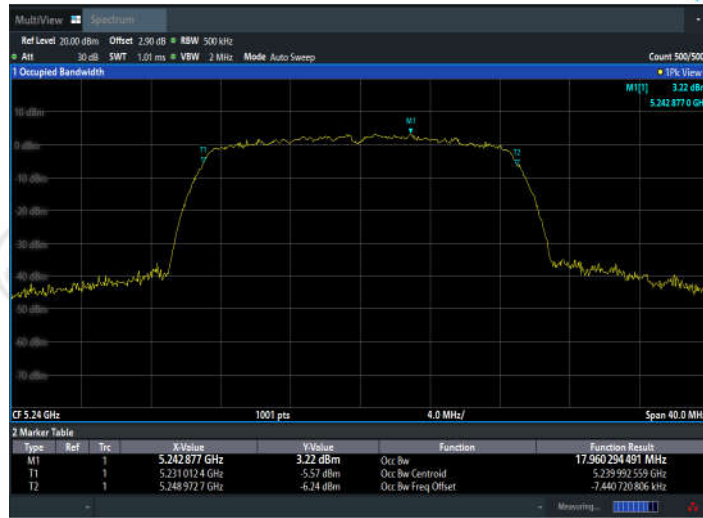 MultiView Spectrum
Ref Level 20.00 dBm Offset 2.90 dB RBW 500 kHz
Att 30 dB SWT 1.01 ms VBW 2 MHz Mode Auto Sweep Count 500/500
1 Occupied Bandwidth 1Pk View
M1[1] 3.22 dBm
5.242 877 0 GH
10 dBm
M1
0 dBm
T1
T2
-10 dBm
-20 dBm
-30 dBm
-40 dBm
-50 dBm
-60 dBm
-70 dBm
CF 5.24 GHz 1001 pts 4.0 MHz/ Span 40.0 MH
2 Marker Table
Type Ref Trc X-Value Y-Value Function Function Result
M1 1 5.242 877 GHz 3.22 dBm Occ Bw 17.960 294 491 MHz
T1 1 5.231 012 4 GHz -5.57 dBm Occ Bw Centroid 5.239 992 559 GHz
T2 1 5.248 972 7 GHz -6.24 dBm Occ Bw Freq Offset -7.440 720 806 kHz
Measuring...